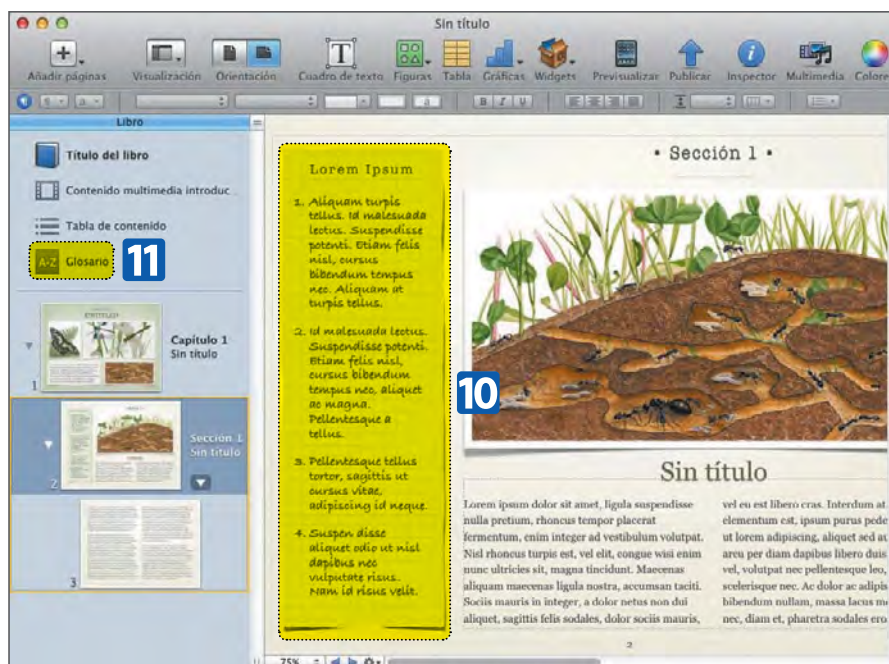 Sin título
Añadir páginas Visualización Orientación Cuadro de texto Figuras Tabla Gráficas Widgets Previsualizar Publicar Inspector Multimedia Colore
a a B I U
Libro
Título del libro
Contenido multimedia introduc...
Tabla de contenido
A-Z Glosario 11
Capítulo 1
Sin título
1
Sección 1
Sin título
2
3
Lorem Ipsum
1. Aliquam turpis
tellus. Id malesuada
lectus. Suspendisse
potenti. Etiam felis
nisl, cursus
bibendum tempus
nec. Aliquam at
turpis tellus.
2. Id malesuada lectus.
Suspendisse potenti.
Etiam felis nisl,
cursus bibendum
tempus nec, aliquet
ac magna.
Pellentesque a
tellus.
3. Pellentesque tellus
tortor, sagittis ut
cursus vitae,
adipiscing id neque.
4. Suspen disse
aliquet odio ut nisl
dapibus nec
vulputate risus.
Nam id risus velit.
10
• Sección 1 •
Sin título
Lorem ipsum dolor sit amet, ligula suspendisse
nulla pretium, rhoncus tempor placerat
fermentum, enim integer ad vestibulum volutpat.
Nisl rhoncus turpis est, vel elit, congue wisi enim
nunc ultricies sit, magna tincidunt. Maecenas
aliquam maecenas ligula nostra, accumsan taciti.
Sociis mauris in integer, a dolor netus non dui
aliquet, sagittis felis sodales, dolor sociis mauris,
vel eu est libero cras. Interdum at
elementum est, ipsum purus pede
ut lorem adipiscing, aliquet sed au
arcu per diam dapibus libero duis
vel, volutpat nec pellentesque leo,
scelerisque nec. Ac dolor ac adipis
bibendum nullam, massa lacus m
nec, diam et, pharetra sodales ero
2
75%